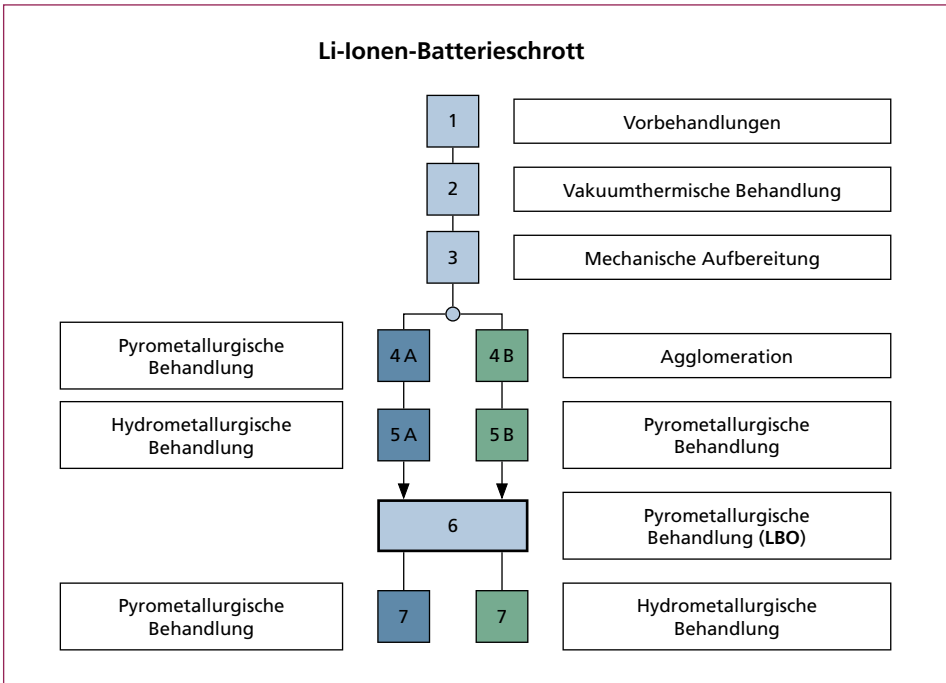 Li-Ionen-Batterieschrott
1
Vorbehandlungen
2
Vakuumthermische Behandlung
3
Mechanische Aufbereitung
Pyrometallurgische
Behandlung
4 A
4 B
Agglomeration
Hydrometallurgische
Behandlung
5 A
5 B
Pyrometallurgische
Behandlung
6
Pyrometallurgische
Behandlung (LBO)
Pyrometallurgische
Behandlung
7
7
Hydrometallurgische
Behandlung